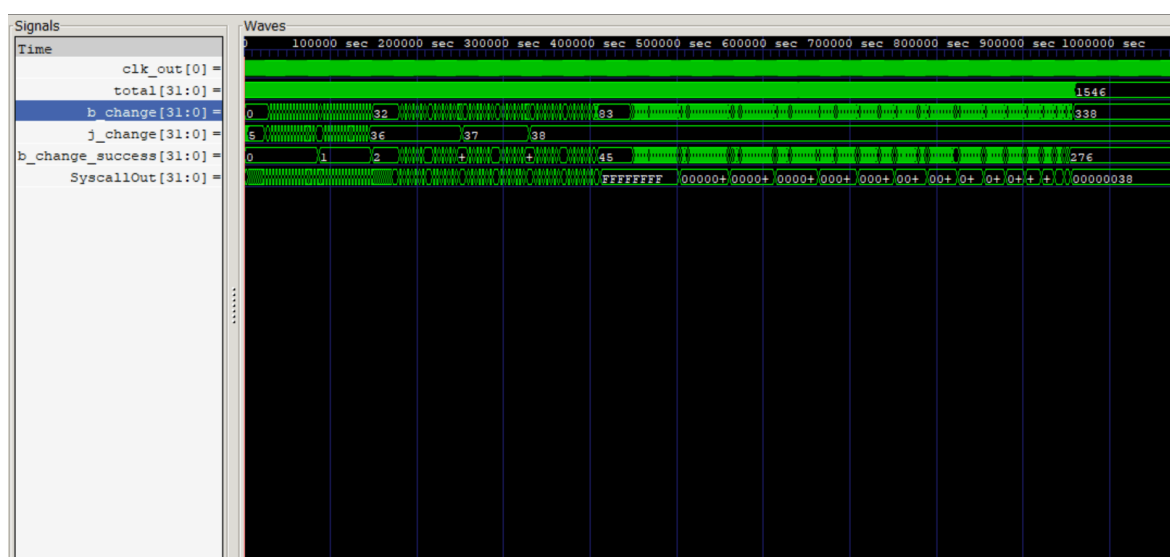 Signals
Waves
Time
0 100000 sec 200000 sec 300000 sec 400000 sec 500000 sec 600000 sec 700000 sec 800000 sec 900000 sec 1000000 sec
clk_out[0] =
total[31:0] = 1546
b_change[31:0] = 0 32 83 338
j_change[31:0] = 5 36 37 38
b_change_success[31:0] = 0 1 2 + + 45 276
SyscallOut[31:0] = FFFFFFFF 00000+ 0000+ 0000+ 000+ 000+ 00+ 00+ 0+ 0+ 0+ + + 00000038